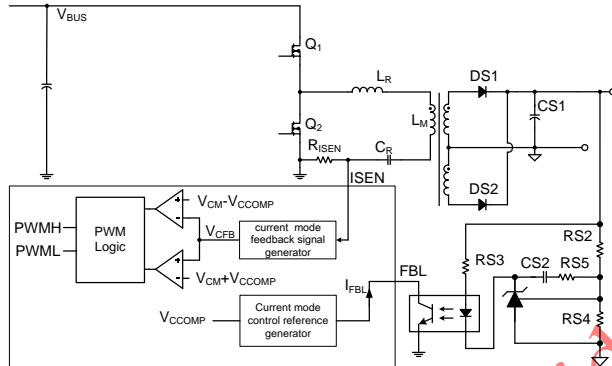 VBUS
Q1
LR
DS1
LM
CS1
Q2
RISEN
CR
ISEN
DS2
VCM-VCCOMP
PWMH
PWML
PWM
Logic
VCFB
current mode
feedback signal
generator
VCM+VCCOMP
RS2
RS3
CS2
RS5
IFBL
FBL
VCCOMP
Current mode
control reference
generator
RS4